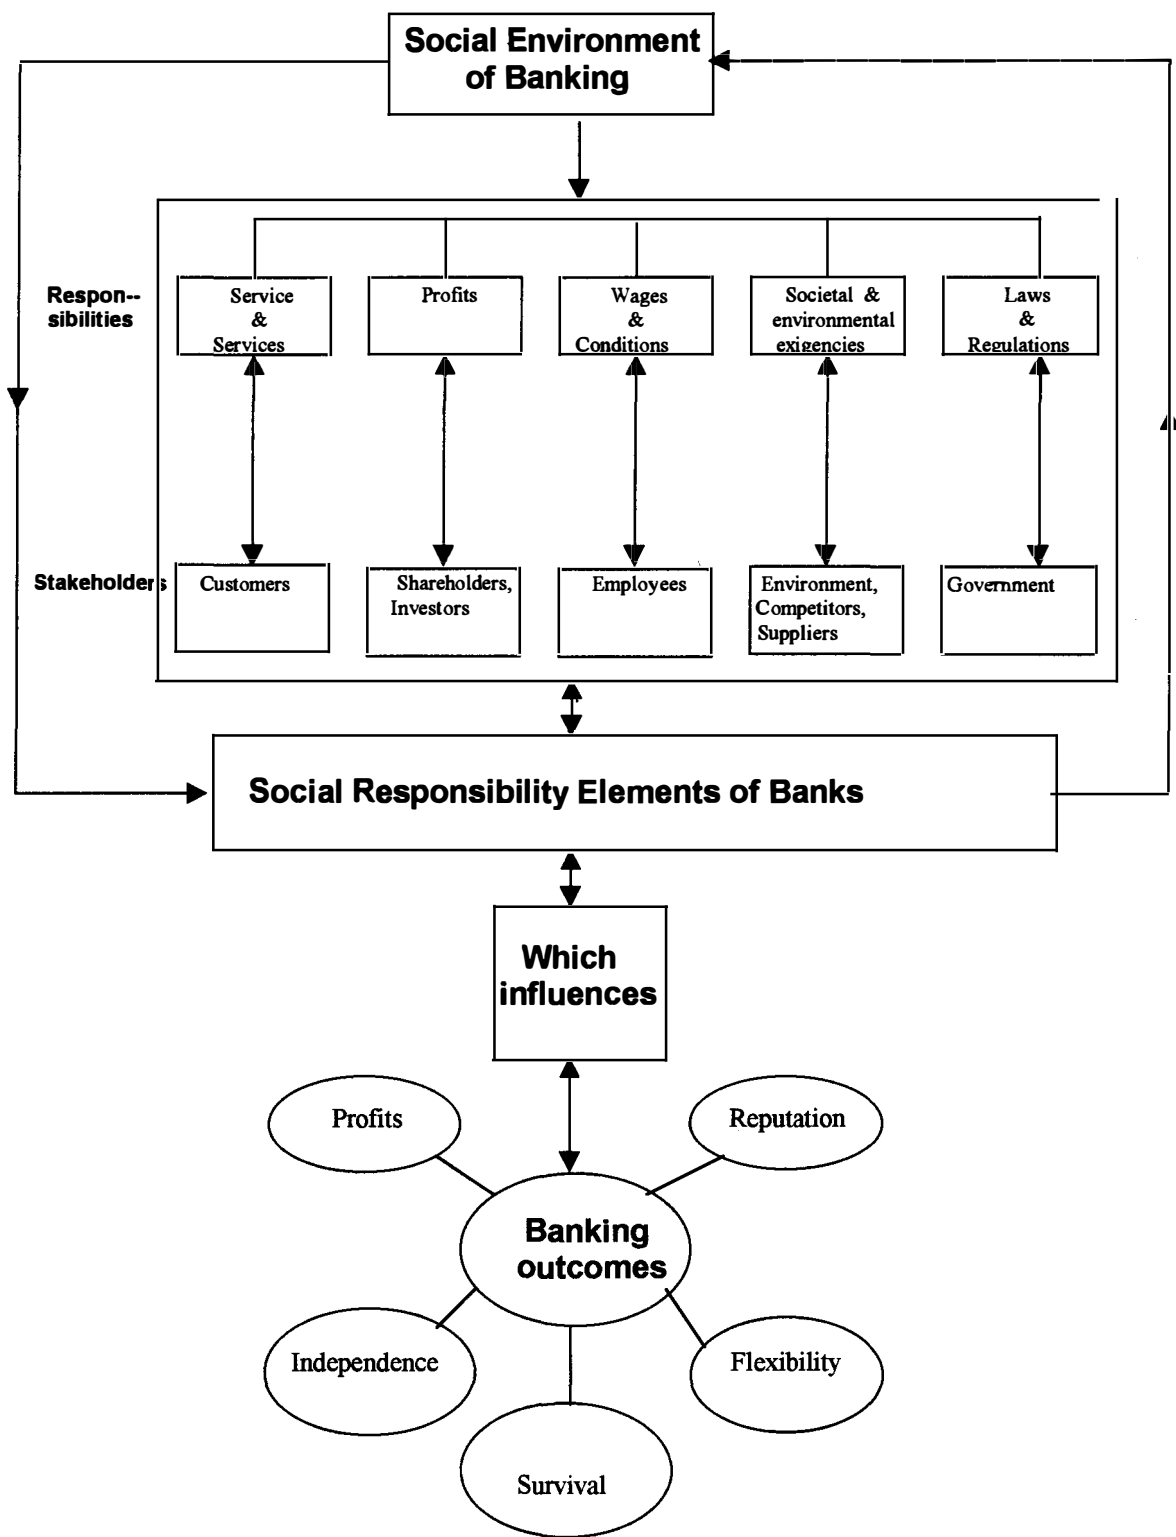 Social Environment
of Banking
Respon--
sibilities
Service
&
Services
Profits
Wages
&
Conditions
Societal &
environmental
exigencies
Laws
&
Regulations
Stakeholders
Customers
Shareholders,
Investors
Employees
Environment,
Competitors,
Suppliers
Government
Social Responsibility Elements of Banks
Which
influences
Profits
Reputation
Banking
outcomes
Independence
Flexibility
Survival